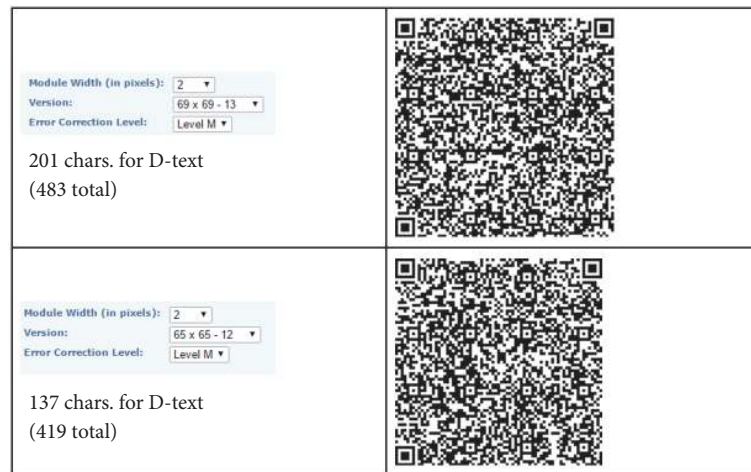 Module Width (in pixels): 2
Version: 69 x 69 - 13
Error Correction Level: Level M
201 chars. for D-text
(483 total)
Module Width (in pixels): 2
Version: 65 x 65 - 12
Error Correction Level: Level M
137 chars. for D-text
(419 total)